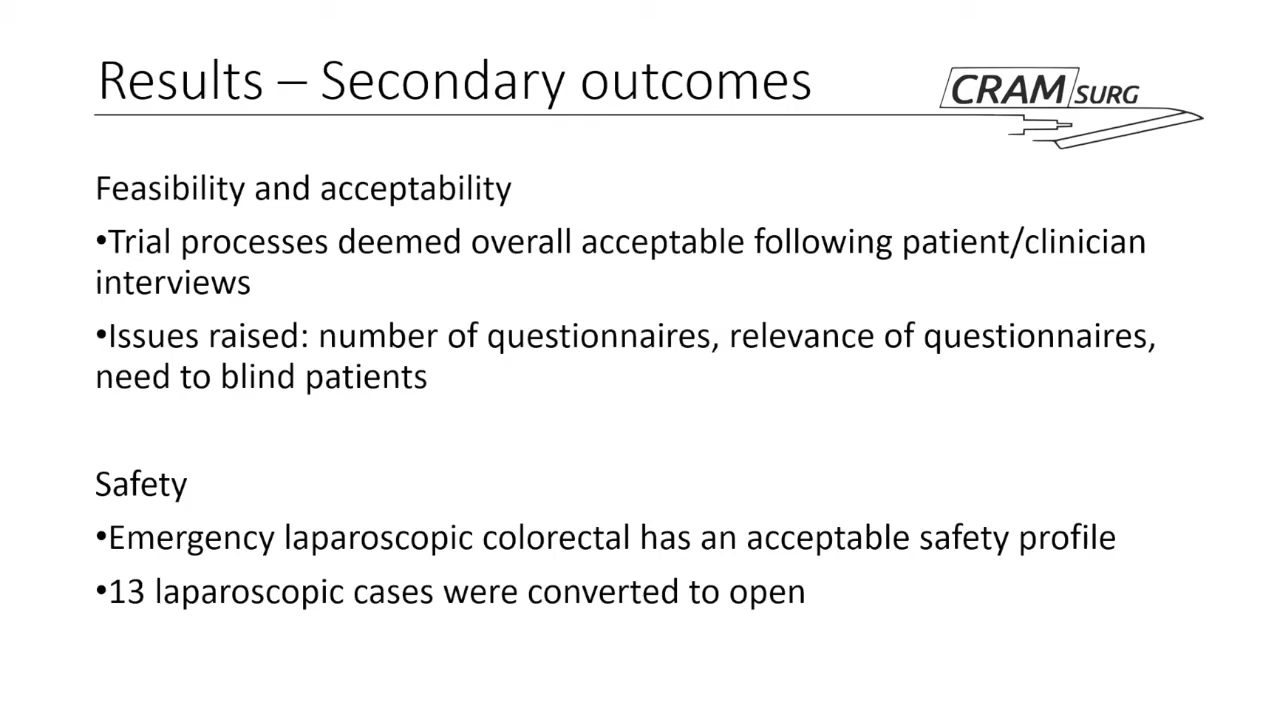 Results – Secondary outcomes
CRAM SURG
Feasibility and acceptability
•Trial processes deemed overall acceptable following patient/clinician
interviews
•Issues raised: number of questionnaires, relevance of questionnaires,
need to blind patients
Safety
•Emergency laparoscopic colorectal has an acceptable safety profile
•13 laparoscopic cases were converted to open